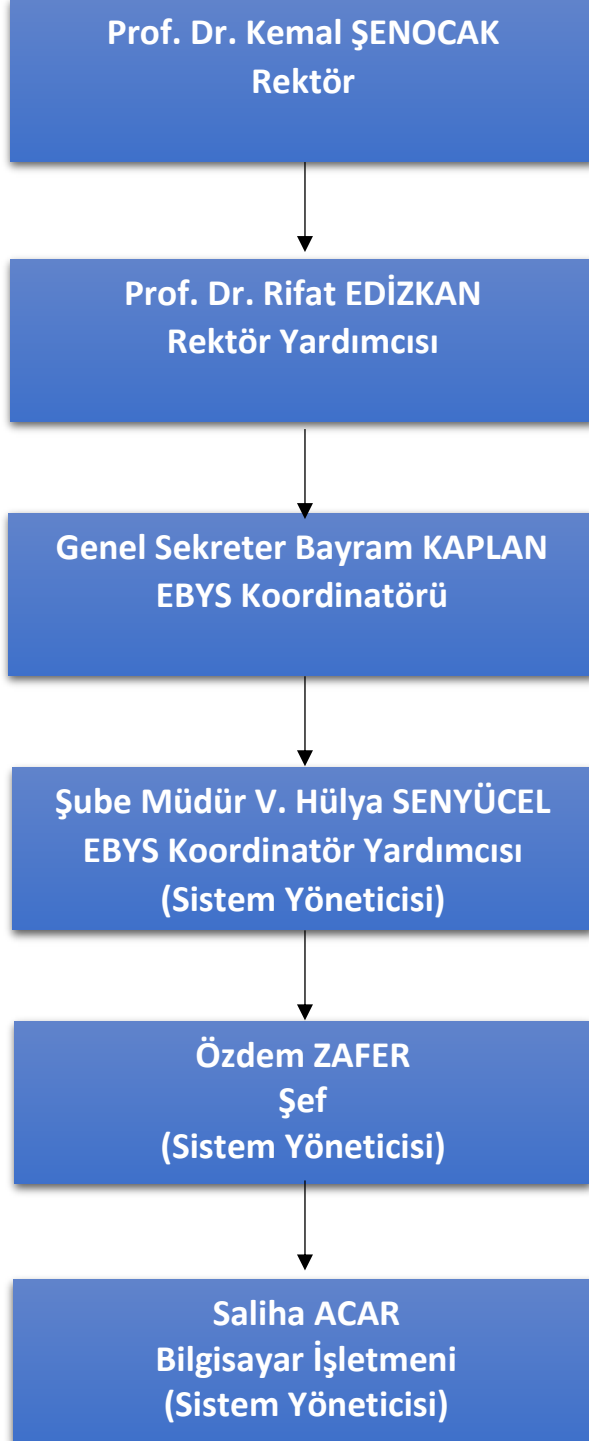 Prof. Dr. Kemal ŞENOCAK
Rektör
Prof. Dr. Rifat EDİZKAN
Rektör Yardımcısı
Genel Sekreter Bayram KAPLAN
EBYS Koordinatörü
Şube Müdür V. Hülya SENYÜCEL
EBYS Koordinatör Yardımcısı
(Sistem Yöneticisi)
Özdem ZAFER
Şef
(Sistem Yöneticisi)
Saliha ACAR
Bilgisayar İşletmeni
(Sistem Yöneticisi)